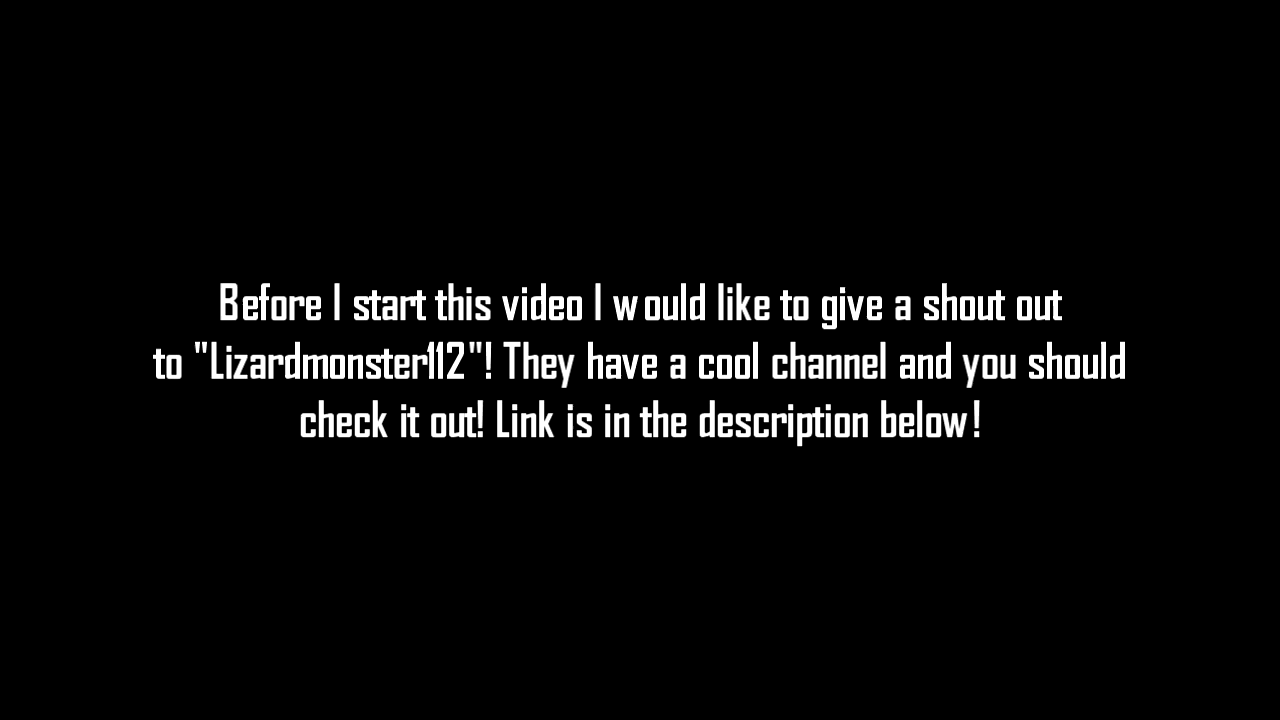 Before I start this video I would like to give a shout out
to "Lizardmonster112"! They have a cool channel and you should
check it out! Link is in the description below!